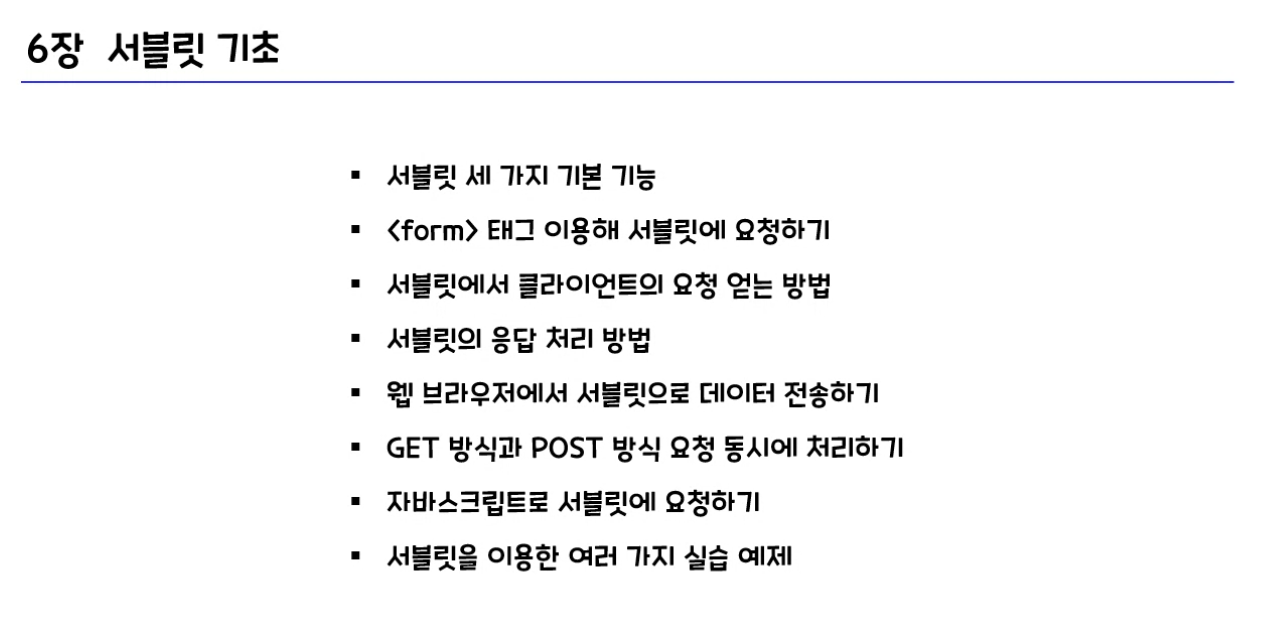 6장 서블릿 기초
▪ 서블릿 세 가지 기본 기능
▪ <form> 태그 이용해 서블릿에 요청하기
▪ 서블릿에서 클라이언트의 요청 얻는 방법
▪ 서블릿의 응답 처리 방법
▪ 웹 브라우저에서 서블릿으로 데이터 전송하기
▪ GET 방식과 POST 방식 요청 동시에 처리하기
▪ 자바스크립트로 서블릿에 요청하기
▪ 서블릿을 이용한 여러 가지 실습 예제